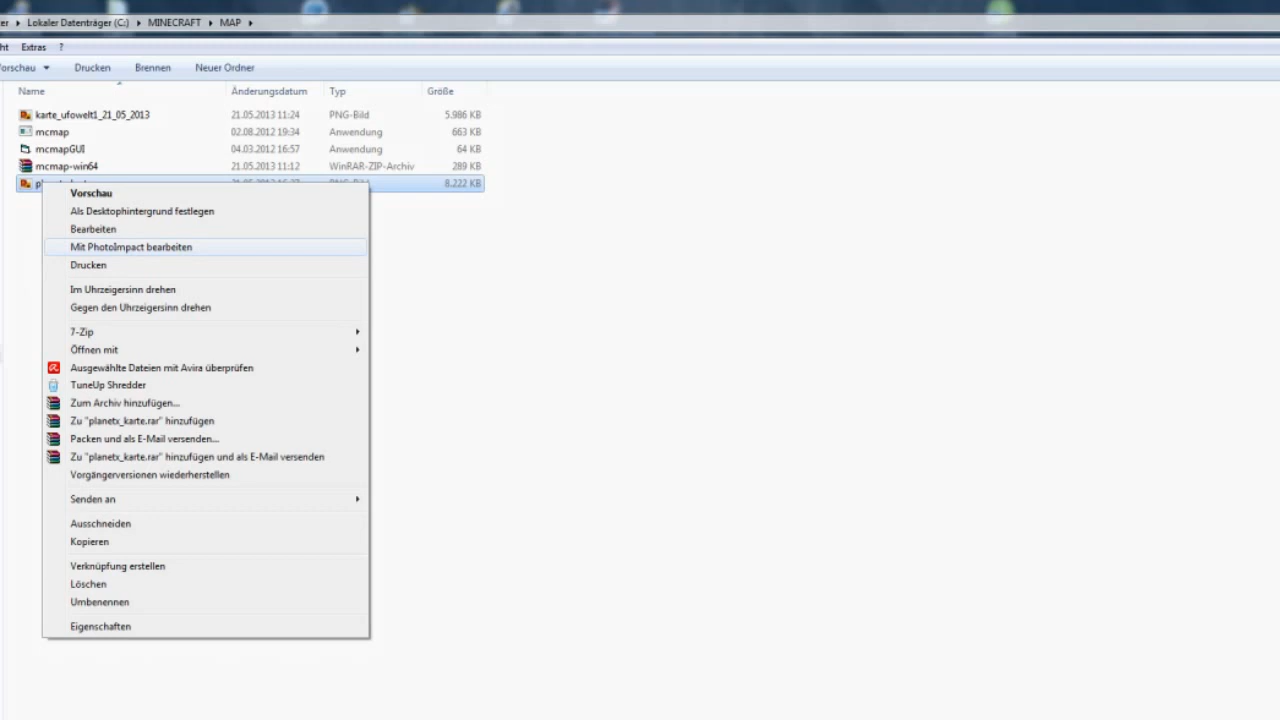 Lokaler Datenträger (C:) MINECRAFT MAP
Extras ?
Drucken Brennen Neuer Ordner
Name Änderungsdatum Typ Größe
karte_ufowelt1_21_05_2013 21.05.2013 11:24 PNG-Bild 5.986 KB
mcmap 02.08.2012 19:34 Anwendung 663 KB
mcmapGUI 04.03.2012 16:57 Anwendung 64 KB
mcmap-win64 21.05.2013 11:12 WinRAR-ZIP-Archiv 289 KB
8.222 KB
Vorschau
Als Desktophintergrund festlegen
Bearbeiten
Mit PhotoImpact bearbeiten
Drucken
Im Uhrzeigersinn drehen
Gegen den Uhrzeigersinn drehen
7-Zip
Öffnen mit
Ausgewählte Dateien mit Avira überprüfen
TuneUp Shredder
Zum Archiv hinzufügen...
Zu "planetx_karte.rar" hinzufügen
Packen und als E-Mail versenden...
Zu "planetx_karte.rar" hinzufügen und als E-Mail versenden
Vorgängerversionen wiederherstellen
Senden an
Ausschneiden
Kopieren
Verknüpfung erstellen
Löschen
Umbenennen
Eigenschaften